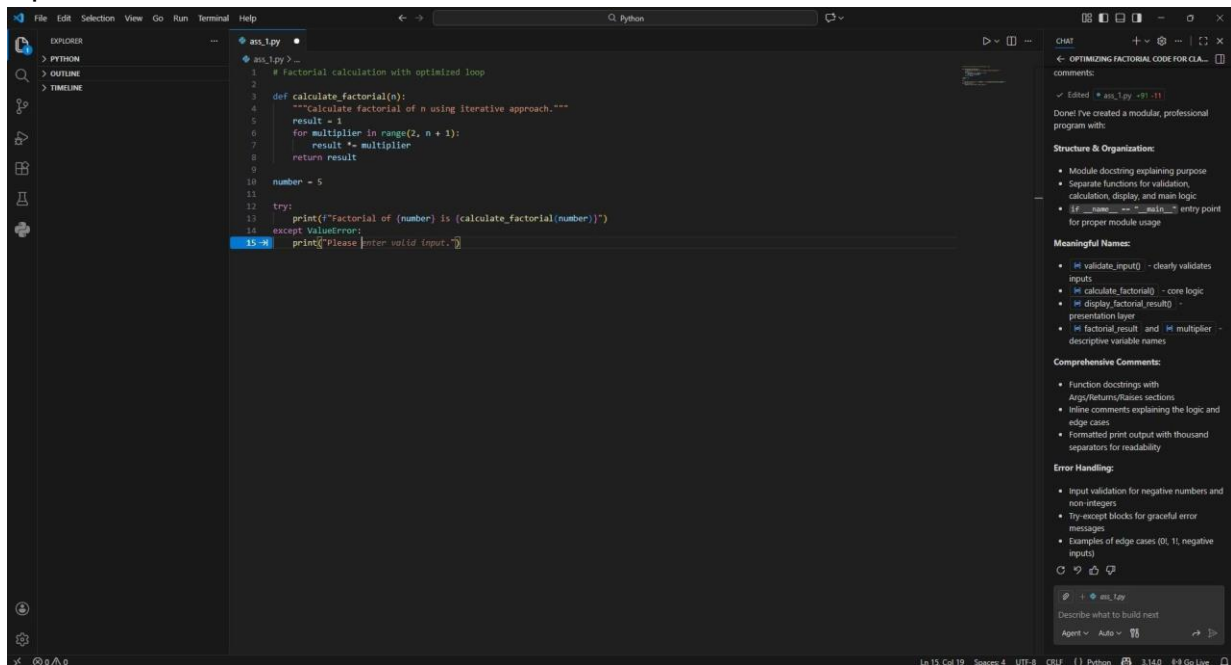 File Edit Selection View Go Run Terminal Help
Python
EXPLORER
PYTHON
OUTLINE
TIMELINE
ass_1.py
ass_1.py > ...
1 # Factorial calculation with optimized loop
2
3 def calculate_factorial(n):
4 """Calculate factorial of n using iterative approach."""
5 result = 1
6 for multiplier in range(2, n + 1):
7 result *= multiplier
8 return result
9
10 number = 5
11
12 try:
13 print(f"Factorial of {number} is {calculate_factorial(number)}")
14 except ValueError:
15 print("Please enter valid input.")
CHAT
OPTIMIZING FACTORIAL CODE FOR CLA...
comments:
Edited ass_1.py +91 -11
Done! I've created a modular, professional
program with:
Structure & Organization:
• Module docstring explaining purpose
• Separate functions for validation,
calculation, display, and main logic
• if __name__ == "__main__" entry point
for proper module usage
Meaningful Names:
• validate_input() - clearly validates
inputs
• calculate_factorial() - core logic
• display_factorial_result() -
presentation layer
• factorial_result and multiplier -
descriptive variable names
Comprehensive Comments:
• Function docstrings with
Args/Returns/Raises sections
• Inline comments explaining the logic and
edge cases
• Formatted print output with thousand
separators for readability
Error Handling:
• Input validation for negative numbers and
non-integers
• Try-except blocks for graceful error
messages
• Examples of edge cases (0!, 1!, negative
inputs)
+ ass_1.py
Describe what to build next
Agent Auto
0 0
Ln 15, Col 19 Spaces: 4 UTF-8 CRLF {} Python 3.14.0 Go Live